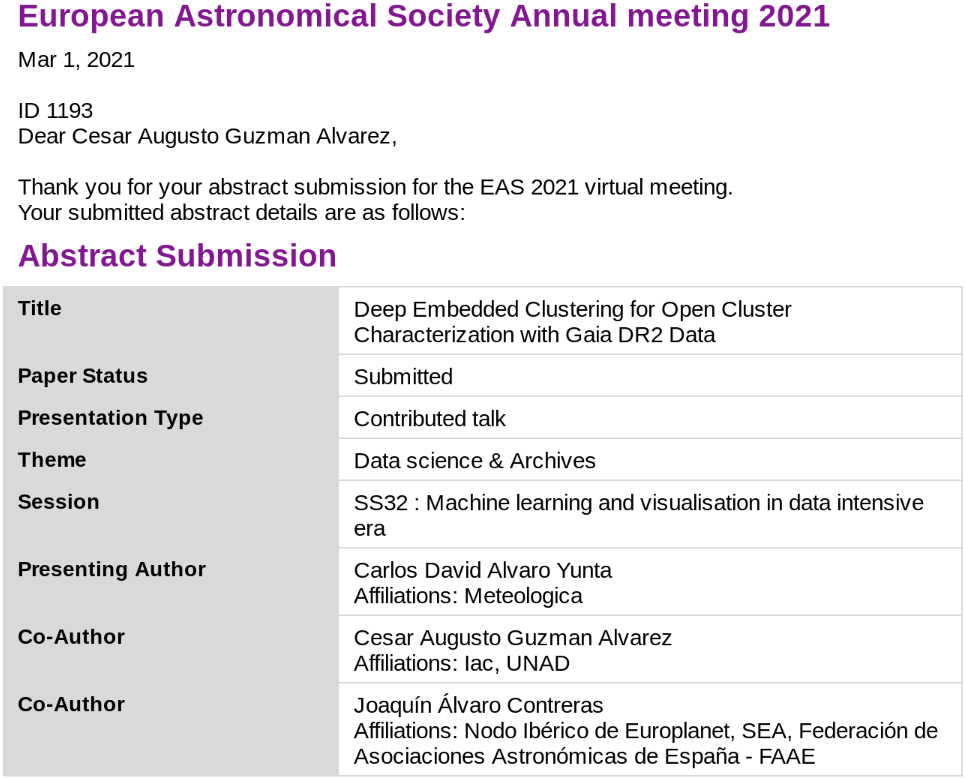 European Astronomical Society Annual meeting 2021
Mar 1, 2021
ID 1193
Dear Cesar Augusto Guzman Alvarez,
Thank you for your abstract submission for the EAS 2021 virtual meeting.
Your submitted abstract details are as follows:
Abstract Submission
Title
Deep Embedded Clustering for Open Cluster
Characterization with Gaia DR2 Data
Paper Status
Submitted
Presentation Type
Contributed talk
Theme
Data science & Archives
Session
SS32 : Machine learning and visualisation in data intensive
era
Presenting Author
Carlos David Alvaro Yunta
Affiliations: Meteologica
Co-Author
Cesar Augusto Guzman Alvarez
Affiliations: Iac, UNAD
Co-Author
Joaquín Álvaro Contreras
Affiliations: Nodo Ibérico de Europlanet, SEA, Federación de
Asociaciones Astronómicas de España - FAAE